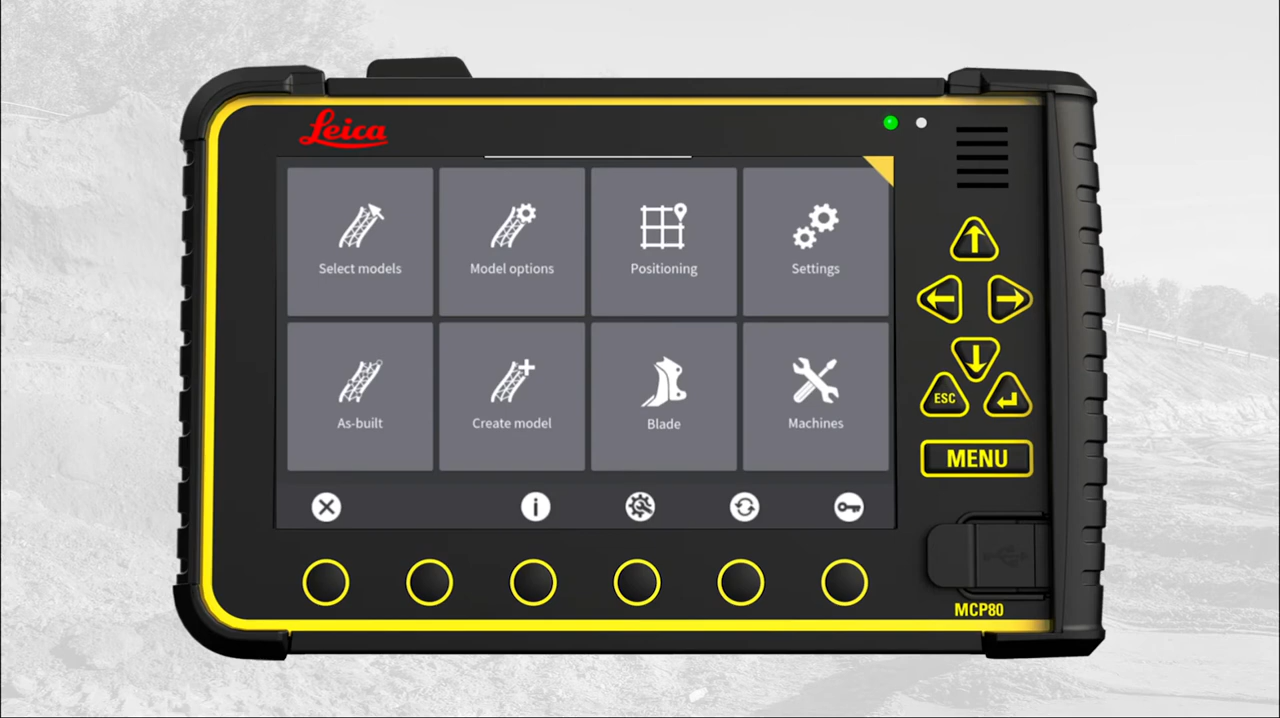 Leica
Select models
Model options
Positioning
Settings
As-built
Create model
Blade
Machines
ESC
MENU
MCP80